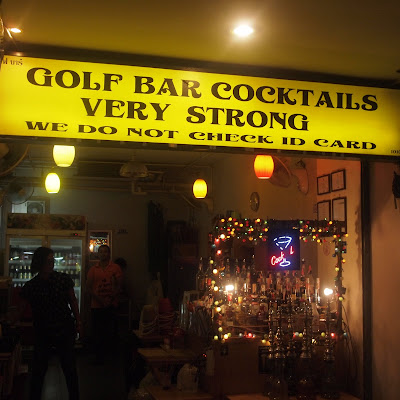 GOLF BAR COCKTAILS
VERY STRONG
WE DO NOT CHECK ID CARD